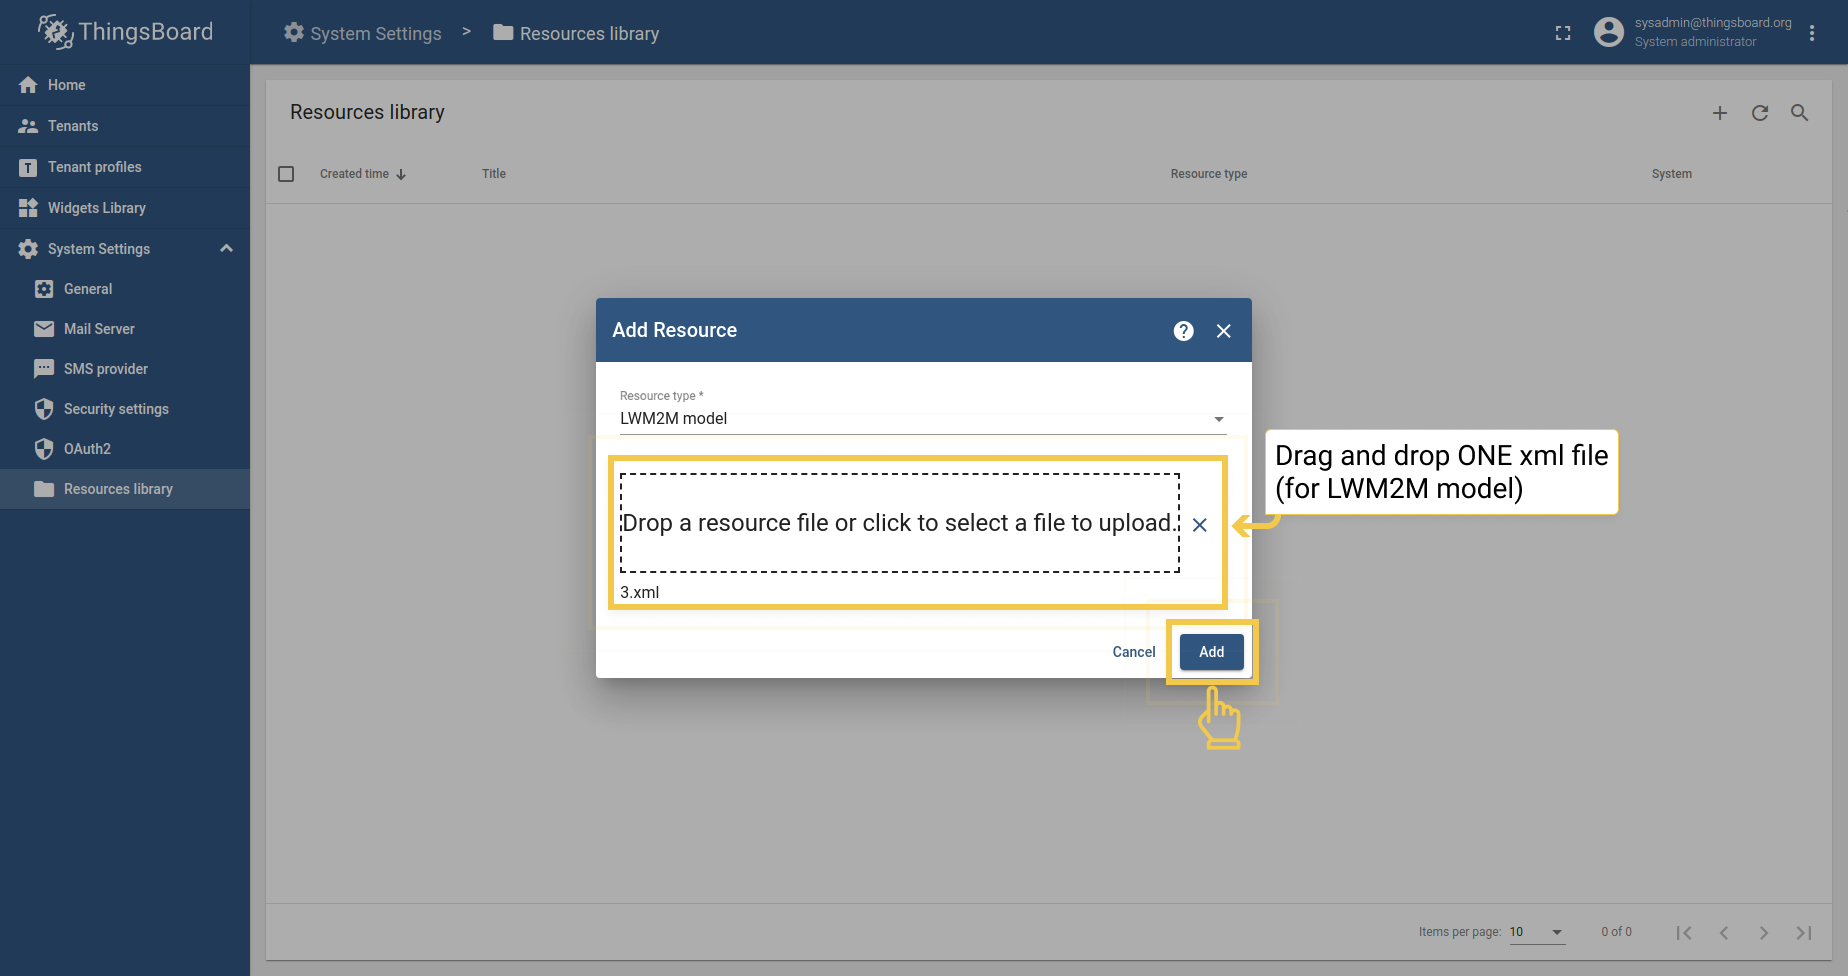 ThingsBoard
System Settings > Resources library
sysadmin@thingsboard.org
System administrator
Home
Tenants
Tenant profiles
Widgets Library
System Settings
General
Mail Server
SMS provider
Security settings
OAuth2
Resources library
Resources library
Created time Title Resource type System
Add Resource
Resource type *
LWM2M model
Drop a resource file or click to select a file to upload.
3.xml
Cancel Add
Drag and drop ONE xml file
(for LWM2M model)
Items per page: 10 0 of 0